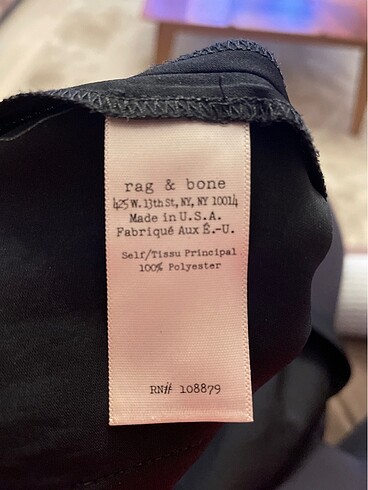 rag & bone
425 W. 13th St, NY, NY 10014
Made in U.S.A.
Fabriqué Aux É.-U.
Self/Tissu Principal
100% Polyester
RN# 108879